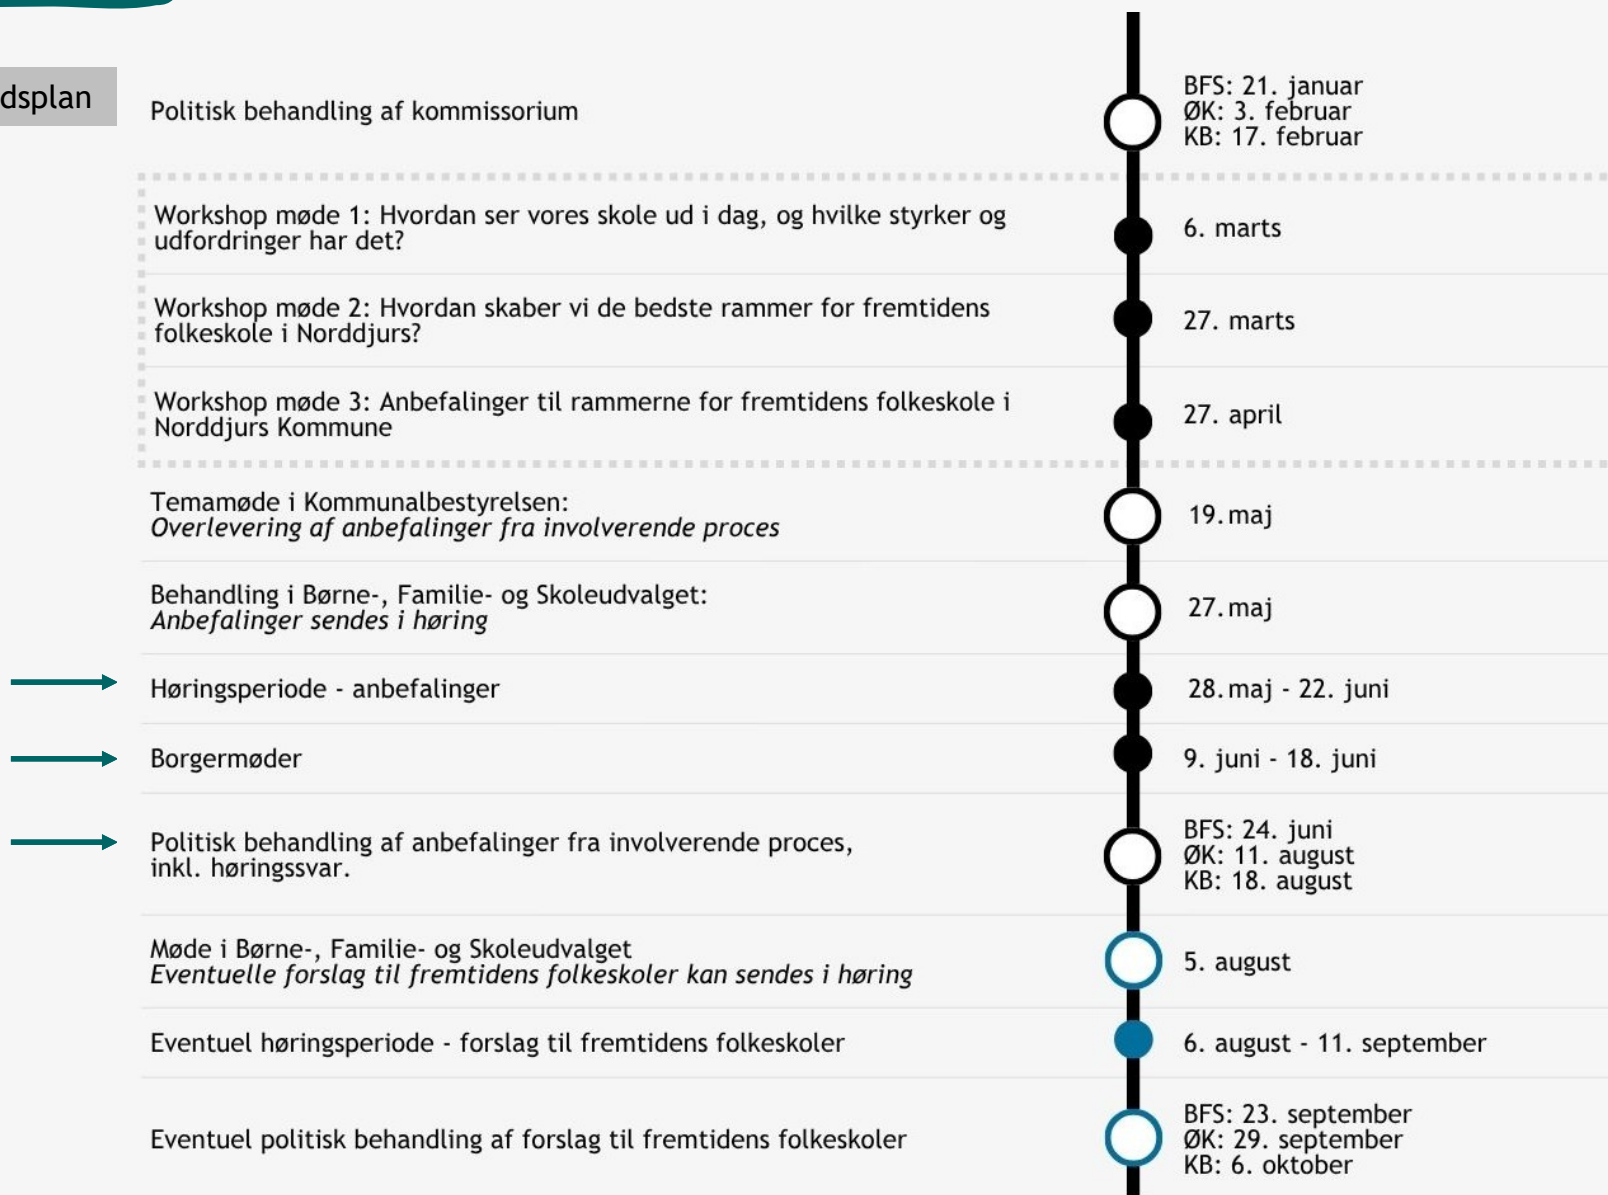 dsplan
Politisk behandling af kommissorium
BFS: 21. januar
ØK: 3. februar
KB: 17. februar
Workshop møde 1: Hvordan ser vores skole ud i dag, og hvilke styrker og
udfordringer har det?
6. marts
Workshop møde 2: Hvordan skaber vi de bedste rammer for fremtidens
folkeskole i Norddjurs?
27. marts
Workshop møde 3: Anbefalinger til rammerne for fremtidens folkeskole i
Norddjurs Kommune
27. april
Temamøde i Kommunalbestyrelsen:
Overlevering af anbefalinger fra involverende proces
19. maj
Behandling i Børne-, Familie- og Skoleudvalget:
Anbefalinger sendes i høring
27. maj
Høringsperiode - anbefalinger
28. maj - 22. juni
Borgermøder
9. juni - 18. juni
Politisk behandling af anbefalinger fra involverende proces,
inkl. høringssvar.
BFS: 24. juni
ØK: 11. august
KB: 18. august
Møde i Børne-, Familie- og Skoleudvalget
Eventuelle forslag til fremtidens folkeskoler kan sendes i høring
5. august
Eventuel høringsperiode - forslag til fremtidens folkeskoler
6. august - 11. september
Eventuel politisk behandling af forslag til fremtidens folkeskoler
BFS: 23. september
ØK: 29. september
KB: 6. oktober